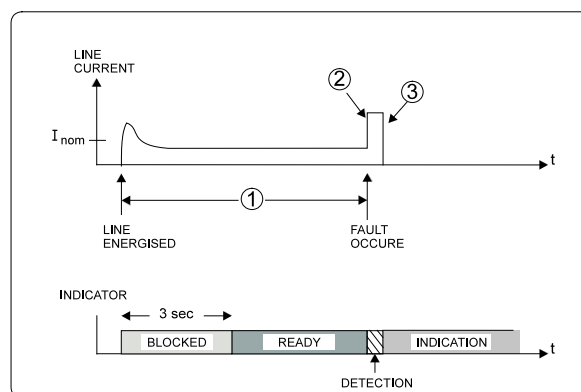 LINE
CURRENT
I nom
②
③
t
①
LINE
ENERGISED
FAULT
OCCURE
INDICATOR
3 sec
BLOCKED
READY
INDICATION
t
DETECTION